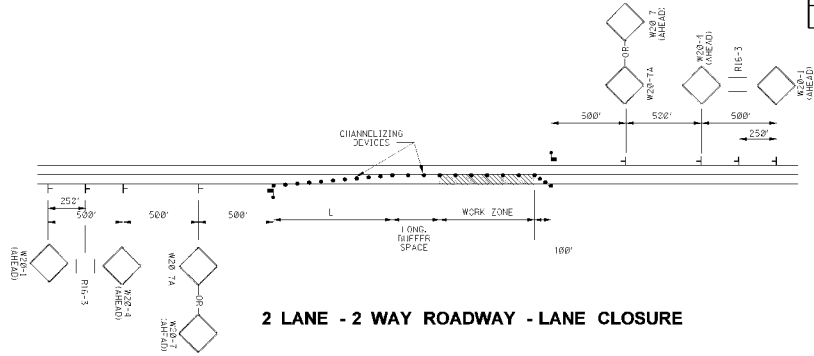 W20-7
(AHEAD)
OR
W20-7A
W20-4
(AHEAD)
R16-3
W20-1
(AHEAD)
500'
500'
500'
250'
CHANNELIZING
DEVICES
250'
500'
500'
500'
L
LONG.
BUFFER
SPACE
WORK ZONE
100'
W20-1
(AHEAD)
R16-3
W20-4
(AHEAD)
W20-7A
OR
W20-7
(AHEAD)
2 LANE - 2 WAY ROADWAY - LANE CLOSURE